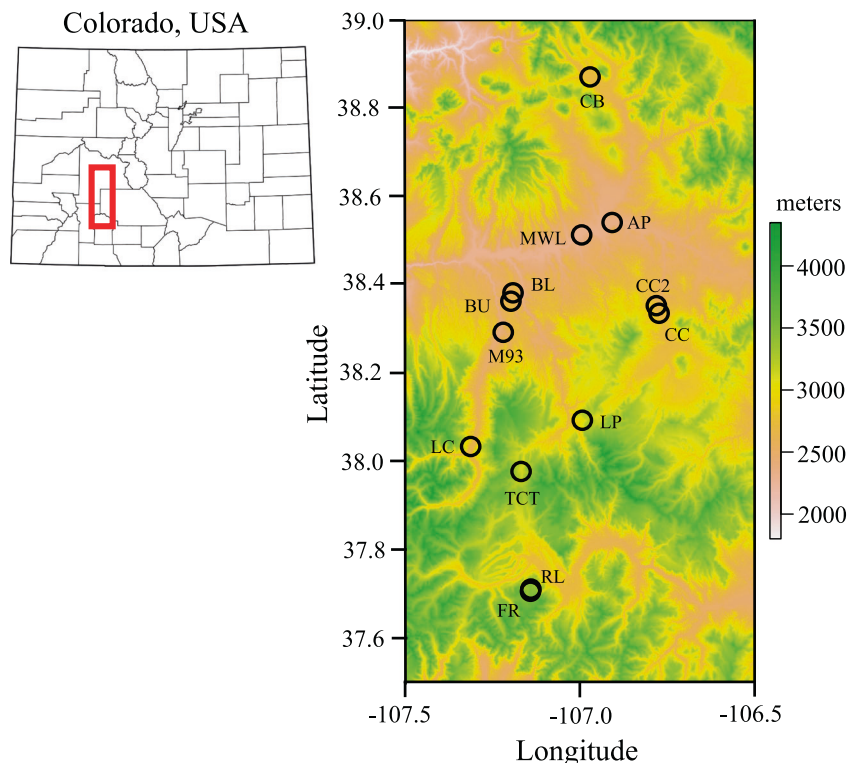 Colorado, USA
39.0
CB
38.8
38.6
meters
AP
MWL
4000
38.4
BL
CC2
BU
3500
CC
M93
Latitude
38.2
3000
LP
LC
2500
38.0
TCT
2000
37.8
RL
FR
37.6
-107.5
-107.0
-106.5
Longitude